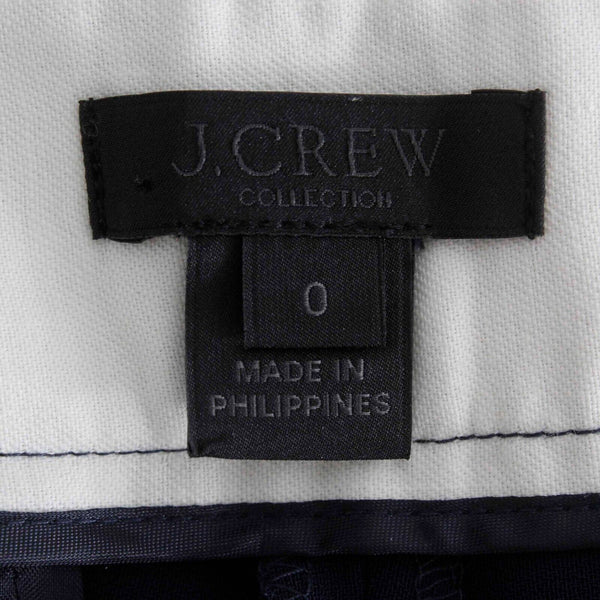 J.CREW
COLLECTION
0
MADE IN
PHILIPPINES